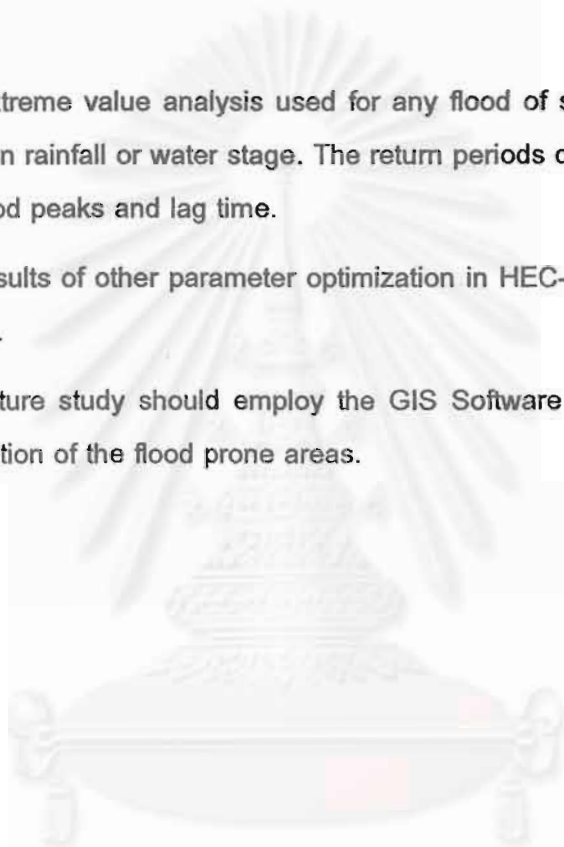 treme value analysis used for any flood of s
n rainfall or water stage. The return periods c
od peaks and lag time.
sults of other parameter optimization in HEC-
.
ture study should employ the GIS Software
tion of the flood prone areas.